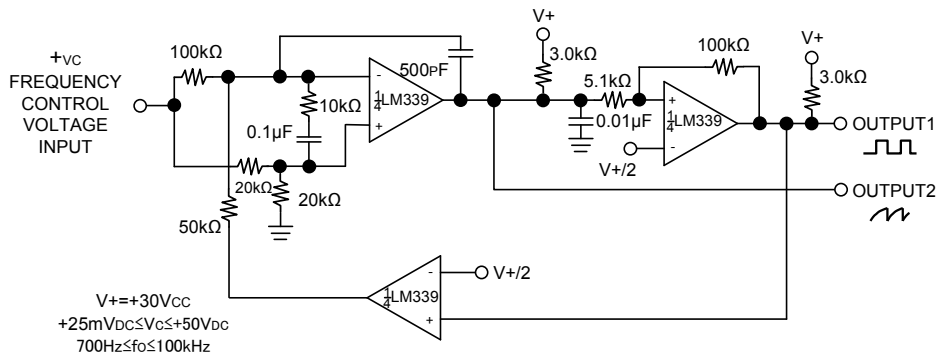 +VC
FREQUENCY
CONTROL
VOLTAGE
INPUT
100kΩ
500PF
10kΩ
0.1µF
20kΩ
20kΩ
50kΩ
-
+
1/4 LM339
V+
3.0kΩ
5.1kΩ
0.01µF
100kΩ
+
-
1/4 LM339
V+/2
V+
3.0kΩ
OUTPUT1
OUTPUT2
-
+
1/4 LM339
V+/2
V+=+30VCC
+25mVDC≤VC≤+50VDC
700Hz≤fO≤100kHz